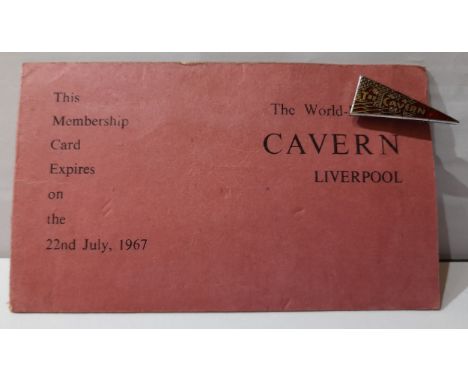 This
Membership
Card
Expires
on
the
22nd July, 1967
The World-
CAVERN
LIVERPOOL
THE CAVERN